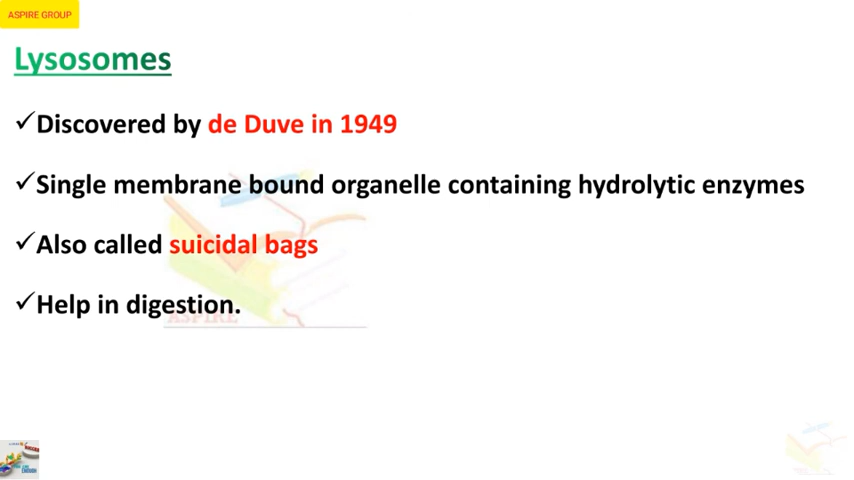 ASPIRE GROUP
Lysosomes
✓Discovered by de Duve in 1949
✓Single membrane bound organelle containing hydrolytic enzymes
✓Also called suicidal bags
✓Help in digestion.
ASPIRE